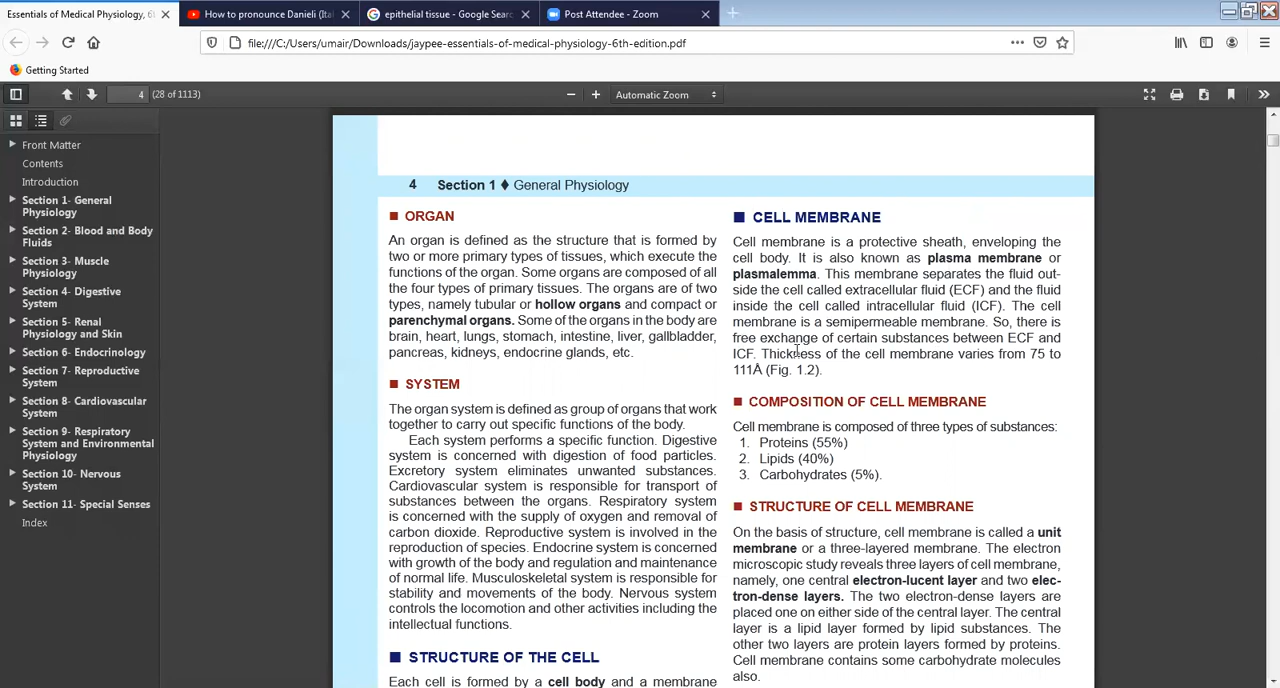 Essentials of Medical Physiology, 6t
How to pronounce Danieli (Ita
epithelial tissue - Google Searc
Post Attendee - Zoom
file:///C:/Users/umair/Downloads/jaypee-essentials-of-medical-physiology-6th-edition.pdf
Getting Started
4 (28 of 1113)
Automatic Zoom
Front Matter
Contents
Introduction
Section 1- General
Physiology
Section 2- Blood and Body
Fluids
Section 3- Muscle
Physiology
Section 4- Digestive
System
Section 5- Renal
Physiology and Skin
Section 6- Endocrinology
Section 7- Reproductive
System
Section 8- Cardiovascular
System
Section 9- Respiratory
System and Environmental
Physiology
Section 10- Nervous
System
Section 11- Special Senses
Index
4 Section 1 ♦ General Physiology
■ ORGAN
An organ is defined as the structure that is formed by
two or more primary types of tissues, which execute the
functions of the organ. Some organs are composed of all
the four types of primary tissues. The organs are of two
types, namely tubular or hollow organs and compact or
parenchymal organs. Some of the organs in the body are
brain, heart, lungs, stomach, intestine, liver, gallbladder,
pancreas, kidneys, endocrine glands, etc.
■ SYSTEM
The organ system is defined as group of organs that work
together to carry out specific functions of the body.
Each system performs a specific function. Digestive
system is concerned with digestion of food particles.
Excretory system eliminates unwanted substances.
Cardiovascular system is responsible for transport of
substances between the organs. Respiratory system
is concerned with the supply of oxygen and removal of
carbon dioxide. Reproductive system is involved in the
reproduction of species. Endocrine system is concerned
with growth of the body and regulation and maintenance
of normal life. Musculoskeletal system is responsible for
stability and movements of the body. Nervous system
controls the locomotion and other activities including the
intellectual functions.
■ STRUCTURE OF THE CELL
Each cell is formed by a cell body and a membrane
■ CELL MEMBRANE
Cell membrane is a protective sheath, enveloping the
cell body. It is also known as plasma membrane or
plasmalemma. This membrane separates the fluid out-
side the cell called extracellular fluid (ECF) and the fluid
inside the cell called intracellular fluid (ICF). The cell
membrane is a semipermeable membrane. So, there is
free exchange of certain substances between ECF and
ICF. Thickness of the cell membrane varies from 75 to
111Å (Fig. 1.2).
■ COMPOSITION OF CELL MEMBRANE
Cell membrane is composed of three types of substances:
1. Proteins (55%)
2. Lipids (40%)
3. Carbohydrates (5%).
■ STRUCTURE OF CELL MEMBRANE
On the basis of structure, cell membrane is called a unit
membrane or a three-layered membrane. The electron
microscopic study reveals three layers of cell membrane,
namely, one central electron-lucent layer and two elec-
tron-dense layers. The two electron-dense layers are
placed one on either side of the central layer. The central
layer is a lipid layer formed by lipid substances. The
other two layers are protein layers formed by proteins.
Cell membrane contains some carbohydrate molecules
also.